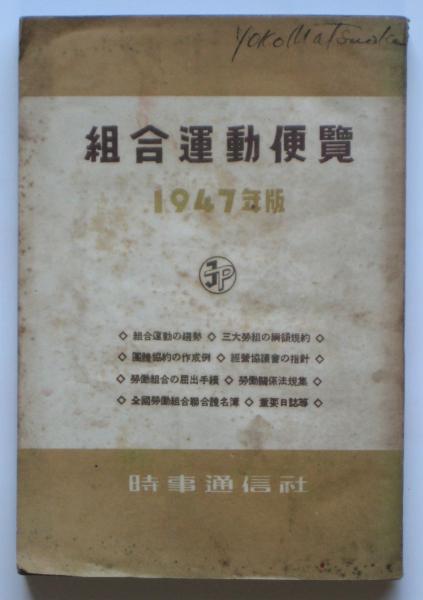 Yoko Matsuoka
組合運動便覽
1947年版
JP
◇ 組合運動の趨勢 ◇ 三大勞組の綱領規約 ◇
◇ 團體協約の作成例 ◇ 經營協議會の指針 ◇
◇ 勞働組合の屆出手續 ◇ 勞働關係法規集 ◇
◇ 全國勞働組合聯合體名簿 ◇ 重要日誌等 ◇
時事通信社